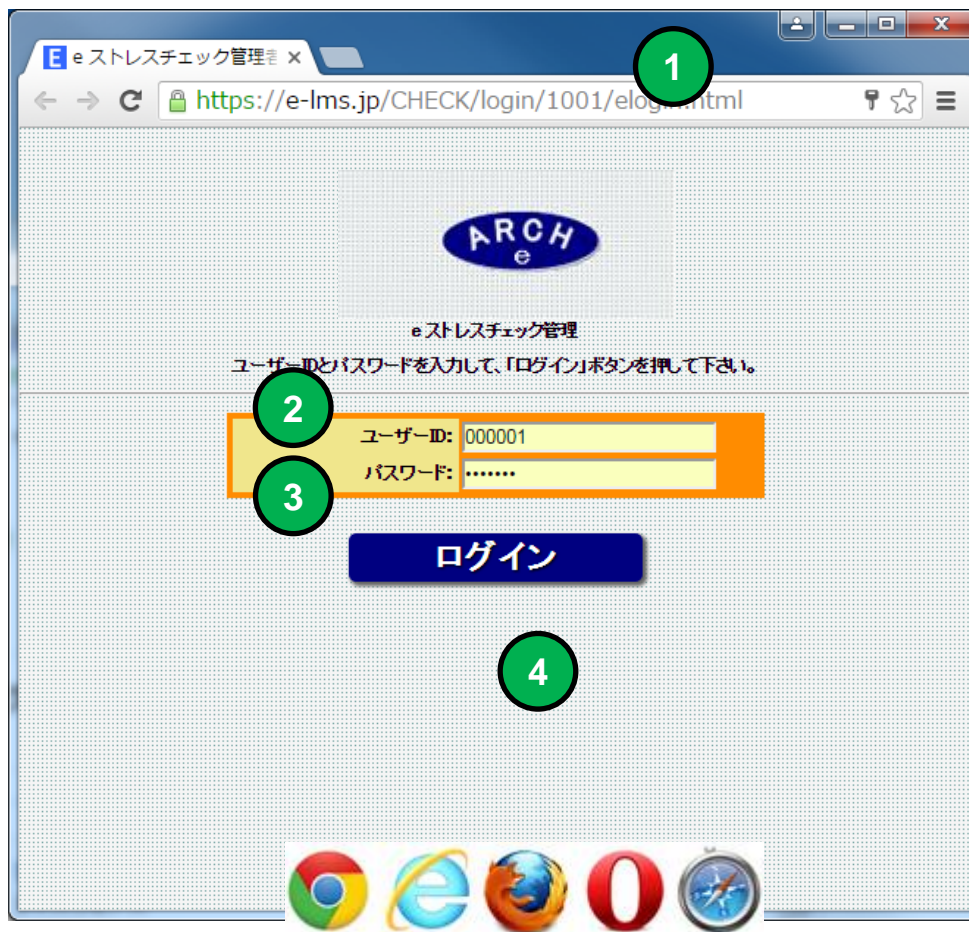 e ストレスチェック管理者
1
https://e-lms.jp/CHECK/login/1001/elogin.html
ARCH
e
e ストレスチェック管理
ユーザーIDとパスワードを入力して、「ログイン」ボタンを押して下さい。
2
ユーザーID: 000001
パスワード: •••••••
3
ログイン
4